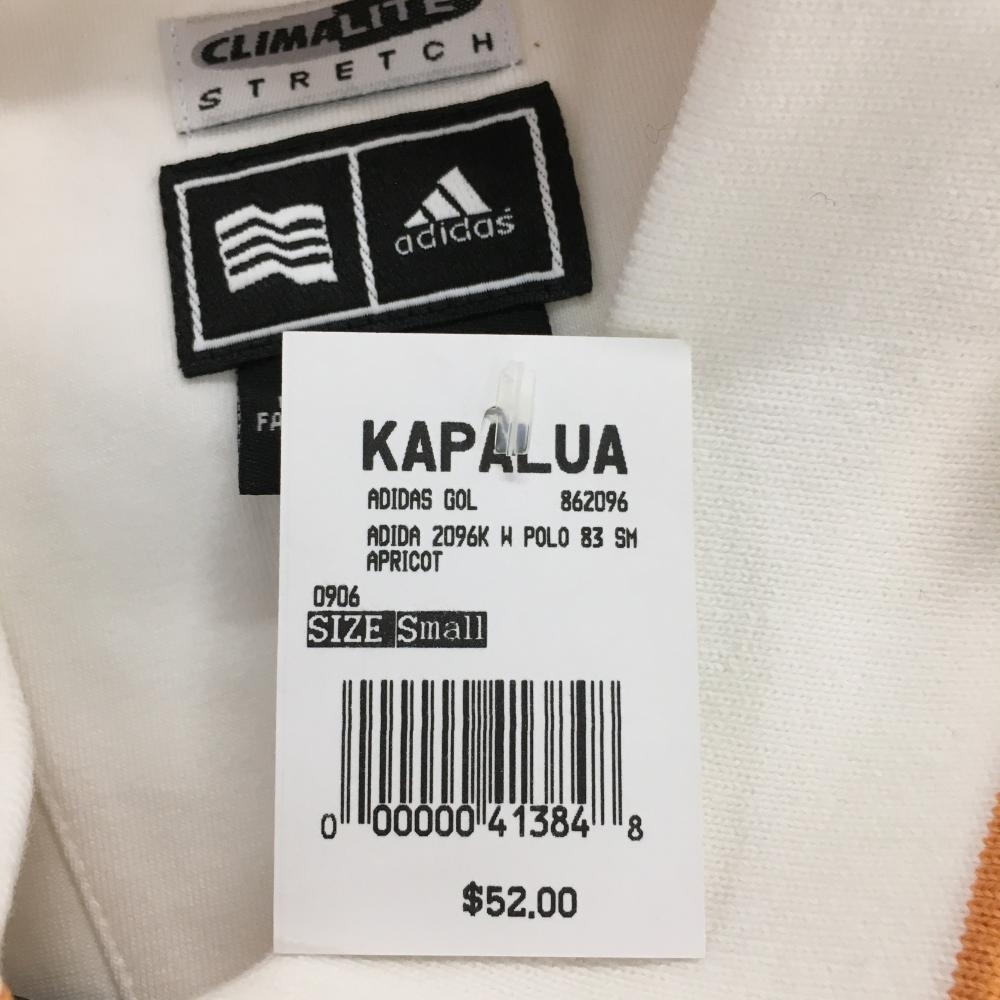 CLIMALITE
STRETCH
adidas
FA
KAPALUA
ADIDAS GOL 862096
ADIDA 2096K W POLO 83 SM
APRICOT
0906
SIZE Small
0 00000 41384 8
$52.00